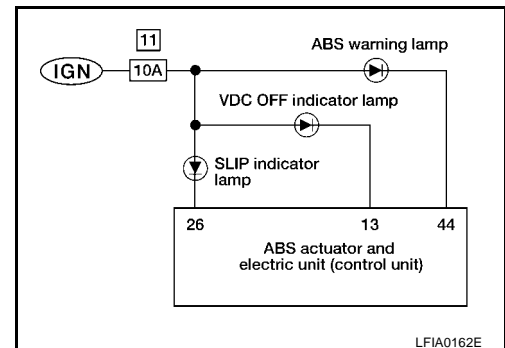 11
ABS warning lamp
IGN
10A
VDC OFF indicator lamp
SLIP indicator
lamp
26
13
44
ABS actuator and
electric unit (control unit)
LFIA0162E